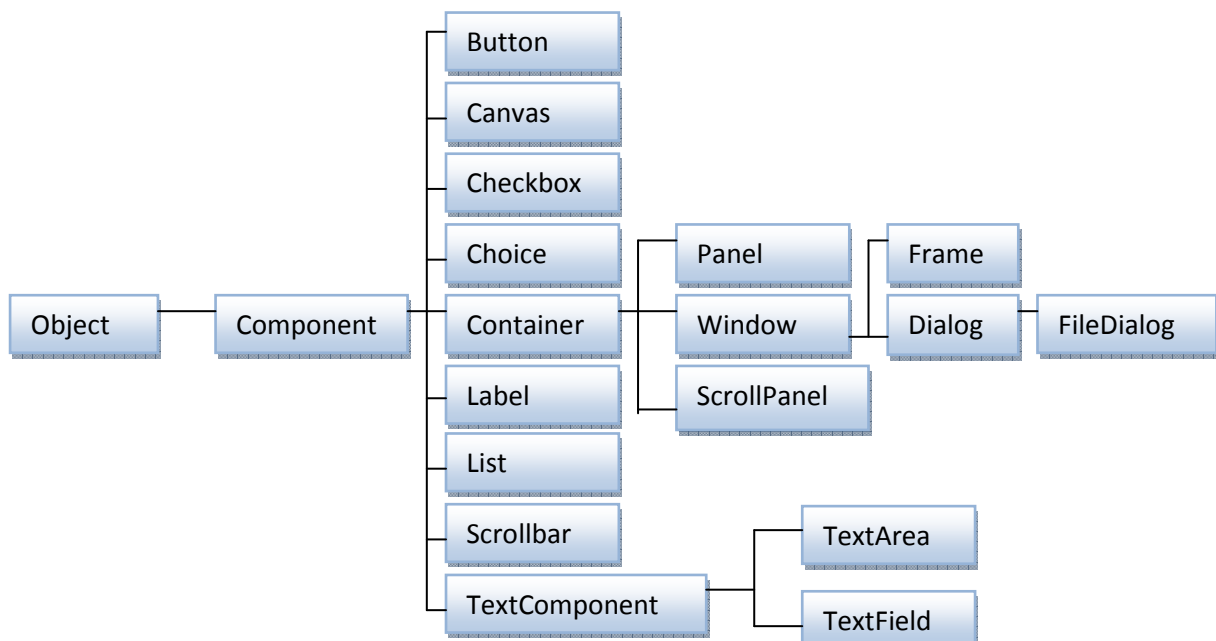 Button
Canvas
Checkbox
Choice
Panel
Frame
Object
Component
Container
Window
Dialog
FileDialog
Label
ScrollPanel
List
Scrollbar
TextArea
TextComponent
TextField